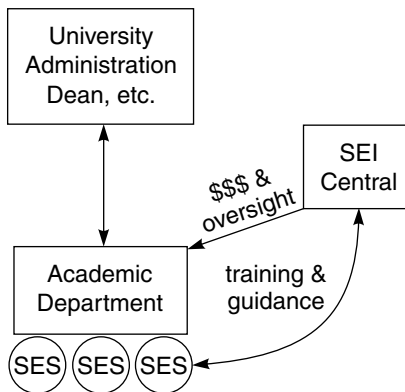 University
Administration
Dean, etc.
$$$ &
oversight
SEI
Central
Academic
Department
training &
guidance
SES SES SES